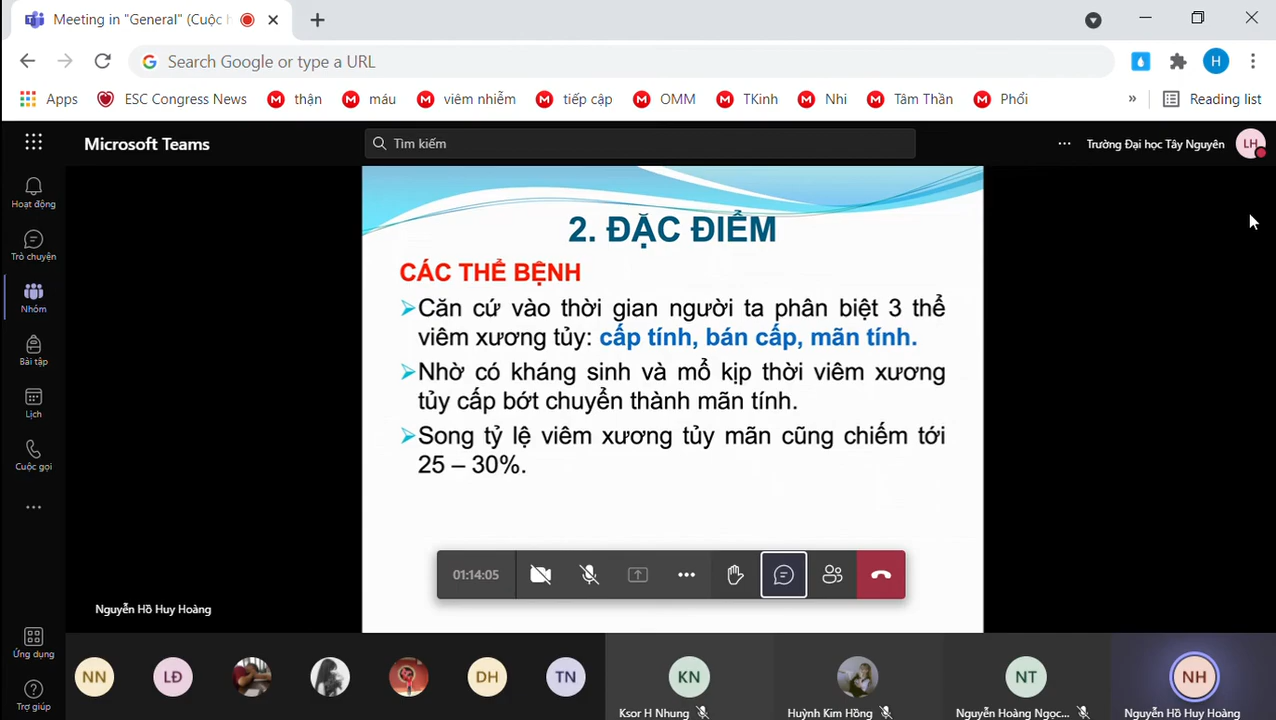 Meeting in "General" (Cuộc h
Search Google or type a URL
Apps
ESC Congress News
thận
máu
viêm nhiễm
tiếp cập
OMM
TKinh
Nhi
Tâm Thần
Phổi
»
Reading list
H
Microsoft Teams
Tìm kiếm
Trường Đại học Tây Nguyên
LH
Hoạt động
Trò chuyện
Nhóm
Bài tập
Lịch
Cuộc gọi
Ứng dụng
Trợ giúp
2. ĐẶC ĐIỂM
CÁC THỂ BỆNH
Căn cứ vào thời gian người ta phân biệt 3 thể
viêm xương tủy: cấp tính, bán cấp, mãn tính.
Nhờ có kháng sinh và mổ kịp thời viêm xương
tủy cấp bớt chuyển thành mãn tính.
Song tỷ lệ viêm xương tủy mãn cũng chiếm tới
25 – 30%.
01:14:05
Nguyễn Hồ Huy Hoàng
NN
LĐ
DH
TN
KN
NT
NH
Ksor H Nhung
Huỳnh Kim Hồng
Nguyễn Hoàng Ngọc...
Nguyễn Hồ Huy Hoàng